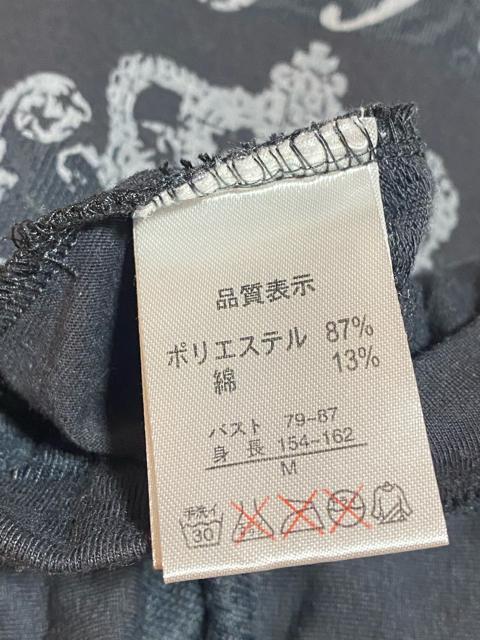 品質表示
ポリエステル 87%
綿 13%
バスト 79-87
身長 154-162
M
手洗イ
30